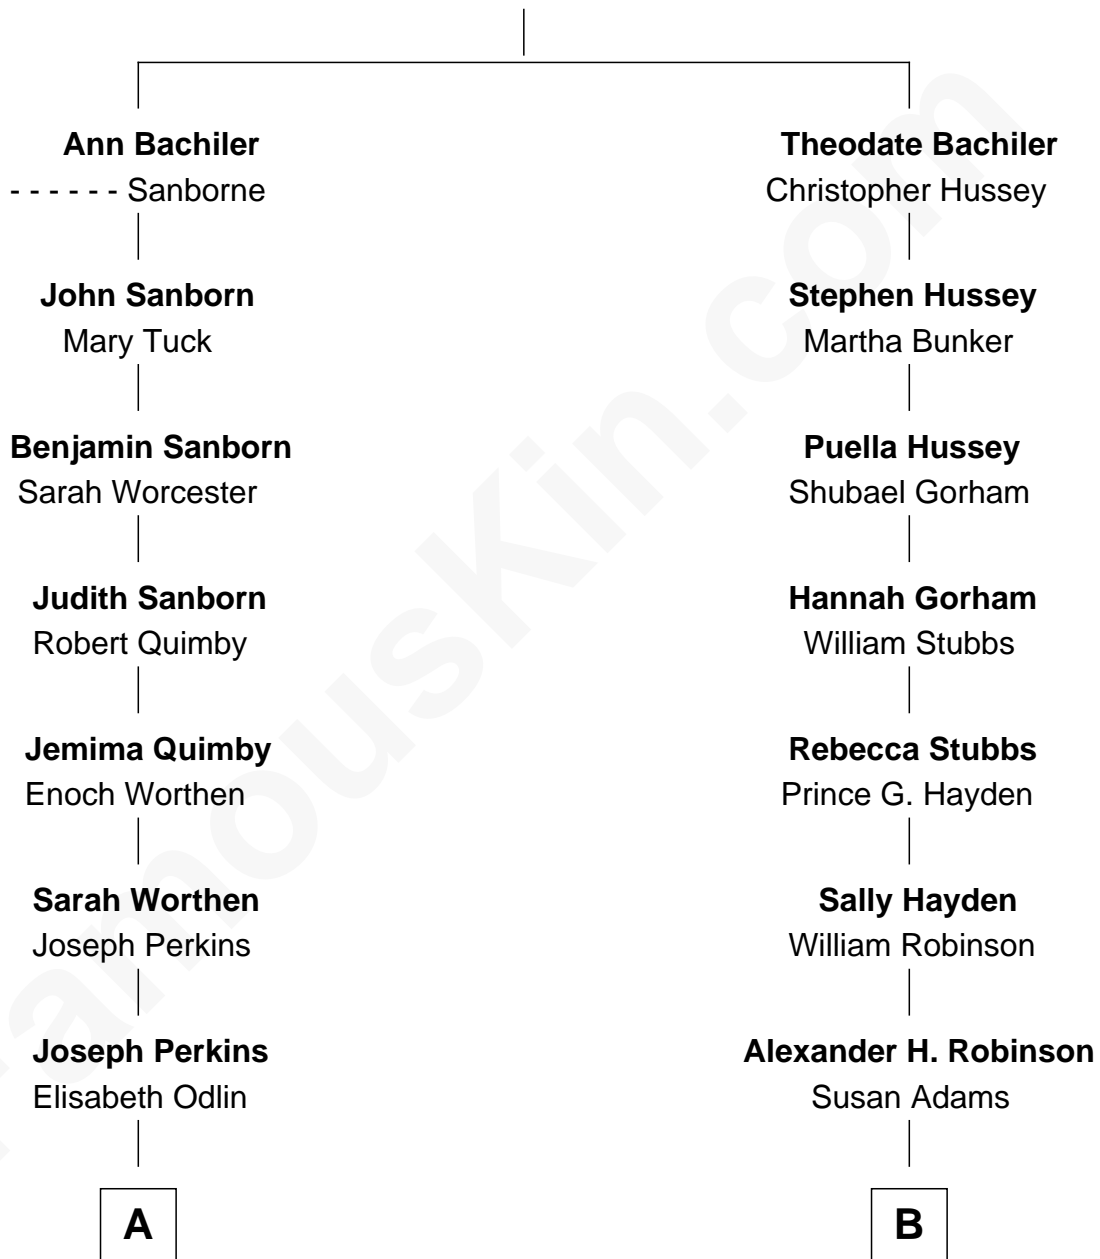 Ann Bachiler
- - - - - - Sanborne
John Sanborn
Mary Tuck
Benjamin Sanborn
Sarah Worcester
Judith Sanborn
Robert Quimby
Jemima Quimby
Enoch Worthen
Sarah Worthen
Joseph Perkins
Joseph Perkins
Elisabeth Odlin
A
Theodate Bachiler
Christopher Hussey
Stephen Hussey
Martha Bunker
Puella Hussey
Shubael Gorham
Hannah Gorham
William Stubbs
Rebecca Stubbs
Prince G. Hayden
Sally Hayden
William Robinson
Alexander H. Robinson
Susan Adams
B
FamousKin.com